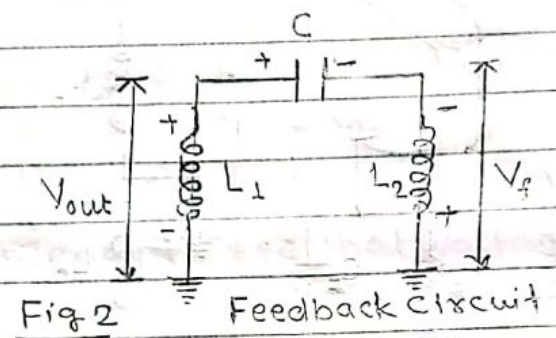 C
+ -
+ -
Vout L1 L2 Vf
- +
Fig 2 Feedback Circuit